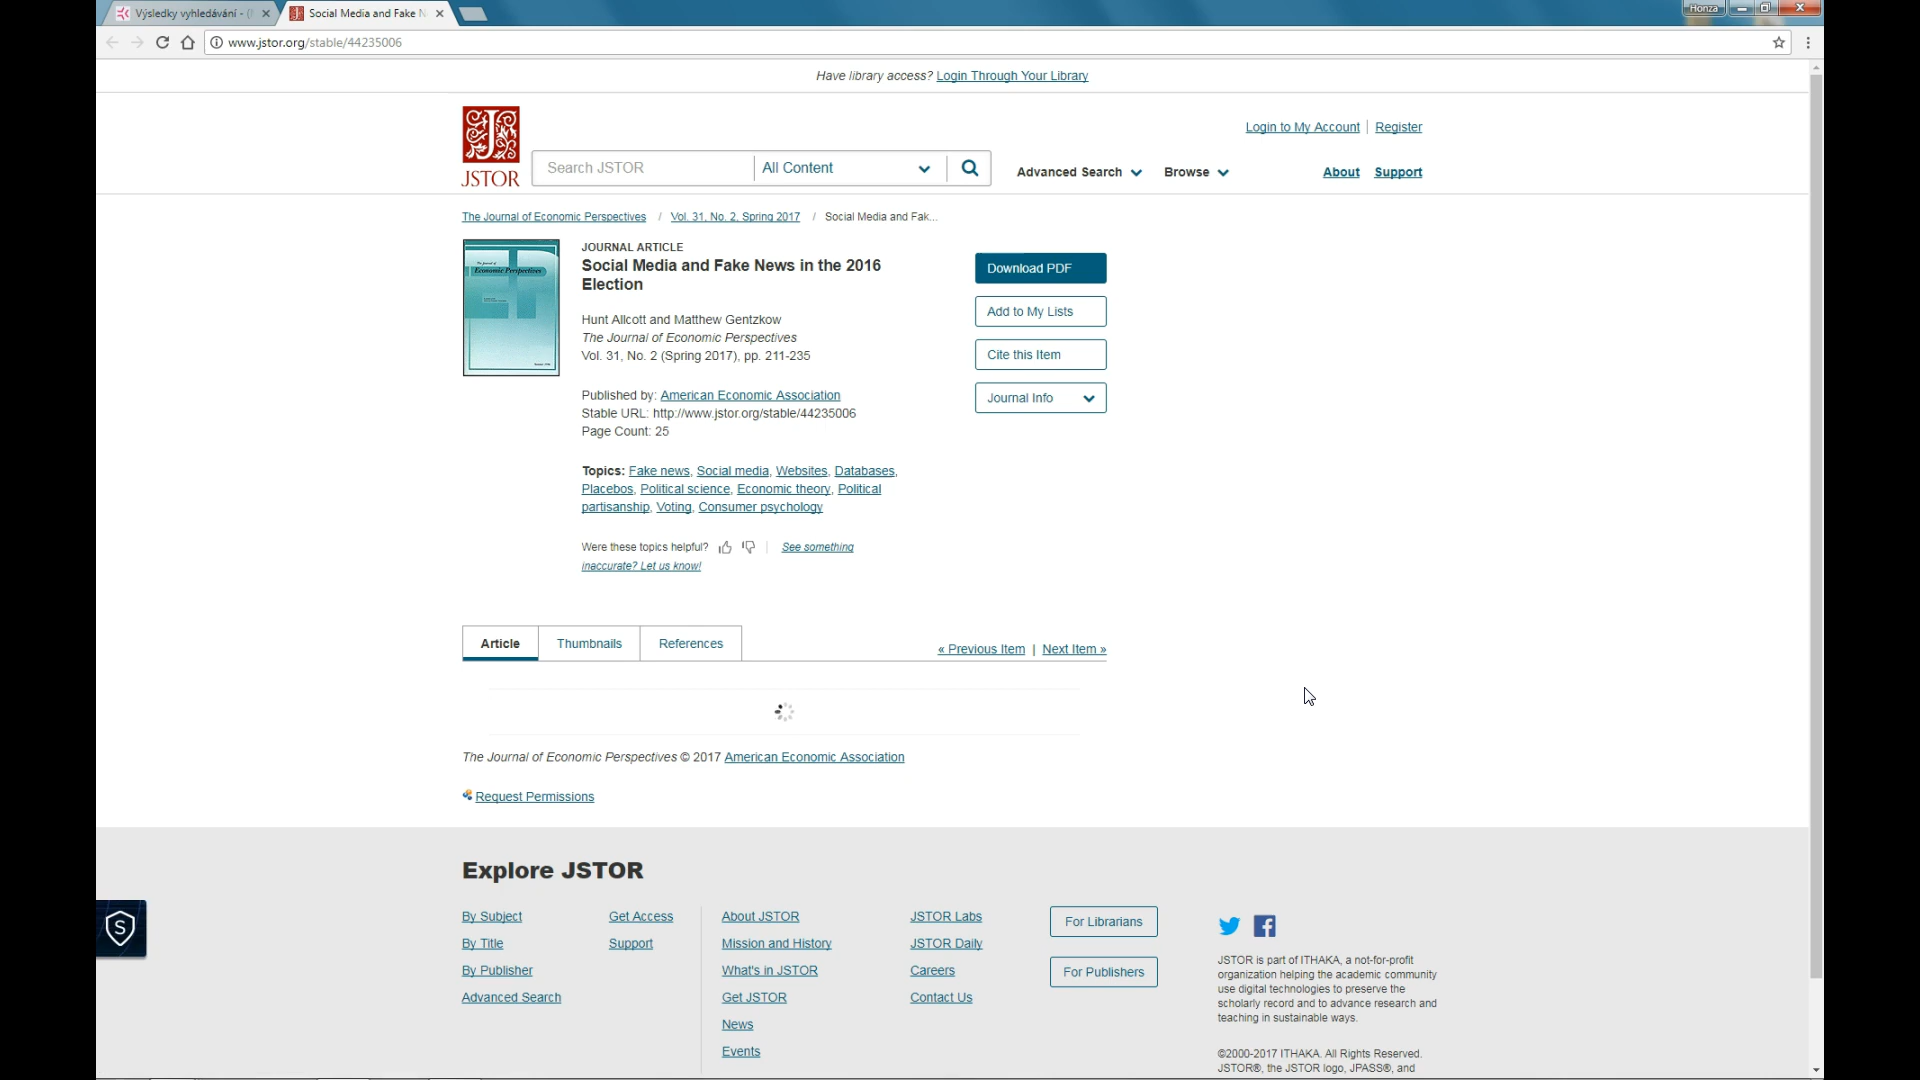 Výsledky vyhledávání - (
Social Media and Fake N
Honza
www.jstor.org/stable/44235006
Have library access? Login Through Your Library
Login to My Account
Register
JSTOR
Search JSTOR
All Content
Advanced Search
Browse
About
Support
The Journal of Economic Perspectives / Vol. 31, No. 2, Spring 2017 / Social Media and Fak...
Economic Perspectives
JOURNAL ARTICLE
Social Media and Fake News in the 2016
Election
Hunt Allcott and Matthew Gentzkow
The Journal of Economic Perspectives
Vol. 31, No. 2 (Spring 2017), pp. 211-235
Published by: American Economic Association
Stable URL: http://www.jstor.org/stable/44235006
Page Count: 25
Topics: Fake news, Social media, Websites, Databases,
Placebos, Political science, Economic theory, Political
partisanship, Voting, Consumer psychology
Were these topics helpful?
See something
inaccurate? Let us know!
Download PDF
Add to My Lists
Cite this Item
Journal Info
Article
Thumbnails
References
« Previous Item | Next Item »
The Journal of Economic Perspectives © 2017 American Economic Association
Request Permissions
Explore JSTOR
By Subject
By Title
By Publisher
Advanced Search
Get Access
Support
About JSTOR
Mission and History
What's in JSTOR
Get JSTOR
News
Events
JSTOR Labs
JSTOR Daily
Careers
Contact Us
For Librarians
For Publishers
JSTOR is part of ITHAKA, a not-for-profit
organization helping the academic community
use digital technologies to preserve the
scholarly record and to advance research and
teaching in sustainable ways.
©2000-2017 ITHAKA. All Rights Reserved.
JSTOR®, the JSTOR logo, JPASS®, and
S